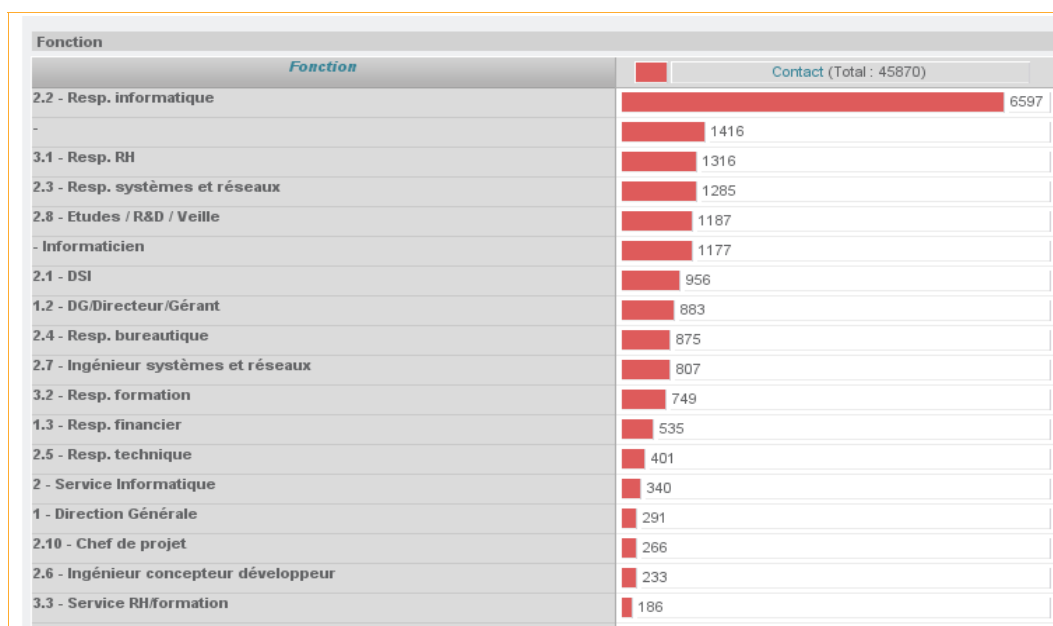 Fonction
Fonction Contact (Total : 45870)
2.2 - Resp. informatique 6597
- 1416
3.1 - Resp. RH 1316
2.3 - Resp. systèmes et réseaux 1285
2.8 - Etudes / R&D / Veille 1187
- Informaticien 1177
2.1 - DSI 956
1.2 - DG/Directeur/Gérant 883
2.4 - Resp. bureautique 875
2.7 - Ingénieur systèmes et réseaux 807
3.2 - Resp. formation 749
1.3 - Resp. financier 535
2.5 - Resp. technique 401
2 - Service Informatique 340
1 - Direction Générale 291
2.10 - Chef de projet 266
2.6 - Ingénieur concepteur développeur 233
3.3 - Service RH/formation 186